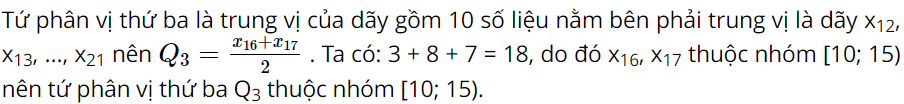 Tứ phân vị thứ ba là trung vị của dãy gồm 10 số liệu nằm bên phải trung vị là dãy x₁₂,
x₁₃, ..., x₂₁ nên Q₃ = (x₁₆+x₁₇)/2 . Ta có: 3 + 8 + 7 = 18, do đó x₁₆, x₁₇ thuộc nhóm [10; 15)
nên tứ phân vị thứ ba Q₃ thuộc nhóm [10; 15).